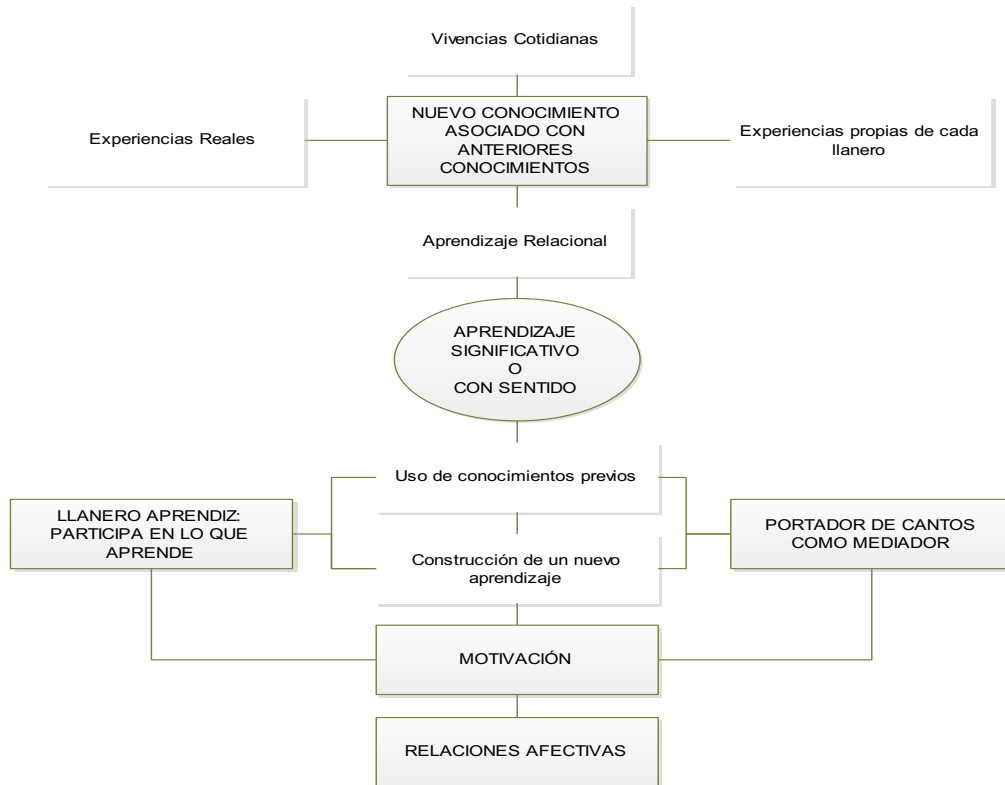 Vivencias Cotidianas
NUEVO CONOCIMIENTO
ASOCIADO CON
ANTERIORES
CONOCIMIENTOS
Experiencias Reales
Experiencias propias de cada
llanero
Aprendizaje Relacional
APRENDIZAJE
SIGNIFICATIVO
O
CON SENTIDO
Uso de conocimientos previos
LLANERO APRENDIZ:
PARTICIPA EN LO QUE
APRENDE
PORTADOR DE CANTOS
COMO MEDIADOR
Construcción de un nuevo
aprendizaje
MOTIVACIÓN
RELACIONES AFECTIVAS